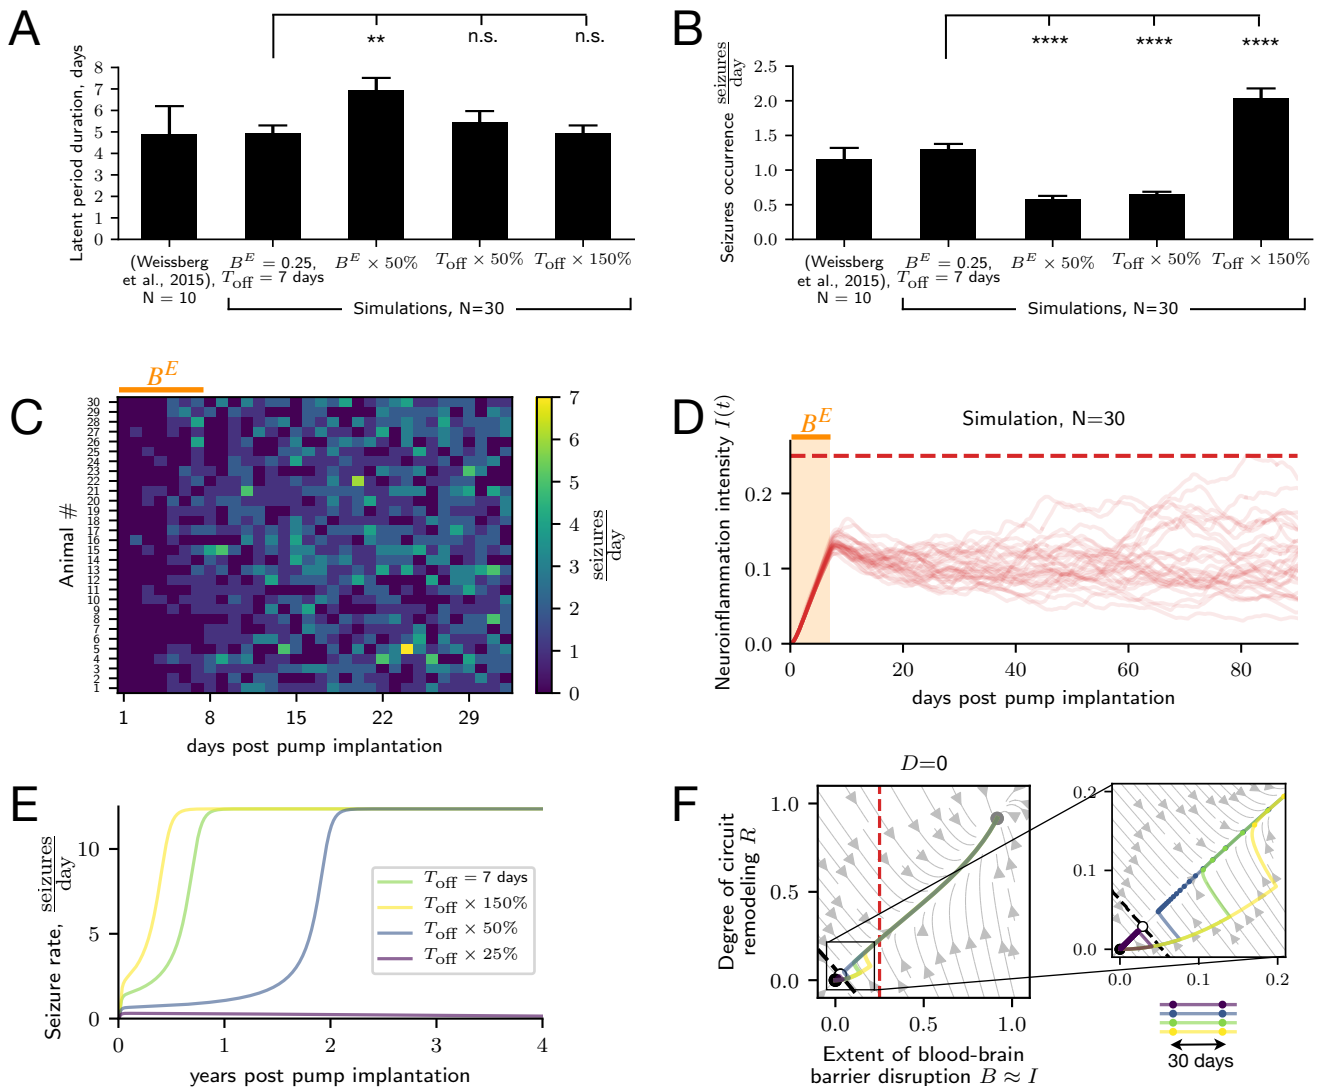 A
**
n.s.
n.s.
Latent period duration, days
8
7
6
5
4
3
2
1
0
(Weissberg
et al., 2015),
N = 10
B^E = 0.25,
T_off = 7 days
B^E × 50%
T_off × 50%
T_off × 150%
Simulations, N=30
B
****
****
****
Seizures occurrence seizures/day
2.5
2.0
1.5
1.0
0.5
0.0
(Weissberg
et al., 2015),
N = 10
B^E = 0.25,
T_off = 7 days
B^E × 50%
T_off × 50%
T_off × 150%
Simulations, N=30
C
B^E
Animal #
30
29
28
27
26
25
24
23
22
21
20
19
18
17
16
15
14
13
12
11
10
9
8
7
6
5
4
3
2
1
1
8
15
22
29
days post pump implantation
7
6
5
4
3
2
1
0
seizures/day
D
Simulation, N=30
B^E
Neuroinflammation intensity I(t)
0.2
0.1
0.0
0
20
40
60
80
days post pump implantation
E
Seizure rate, seizures/day
10
5
0
0
1
2
3
4
years post pump implantation
T_off = 7 days
T_off × 150%
T_off × 50%
T_off × 25%
F
D=0
Degree of circuit
remodeling R
1.0
0.5
0.0
0.0
0.5
1.0
Extent of blood-brain
barrier disruption B ≈ I
0.2
0.1
0.0
0.0
0.1
0.2
30 days